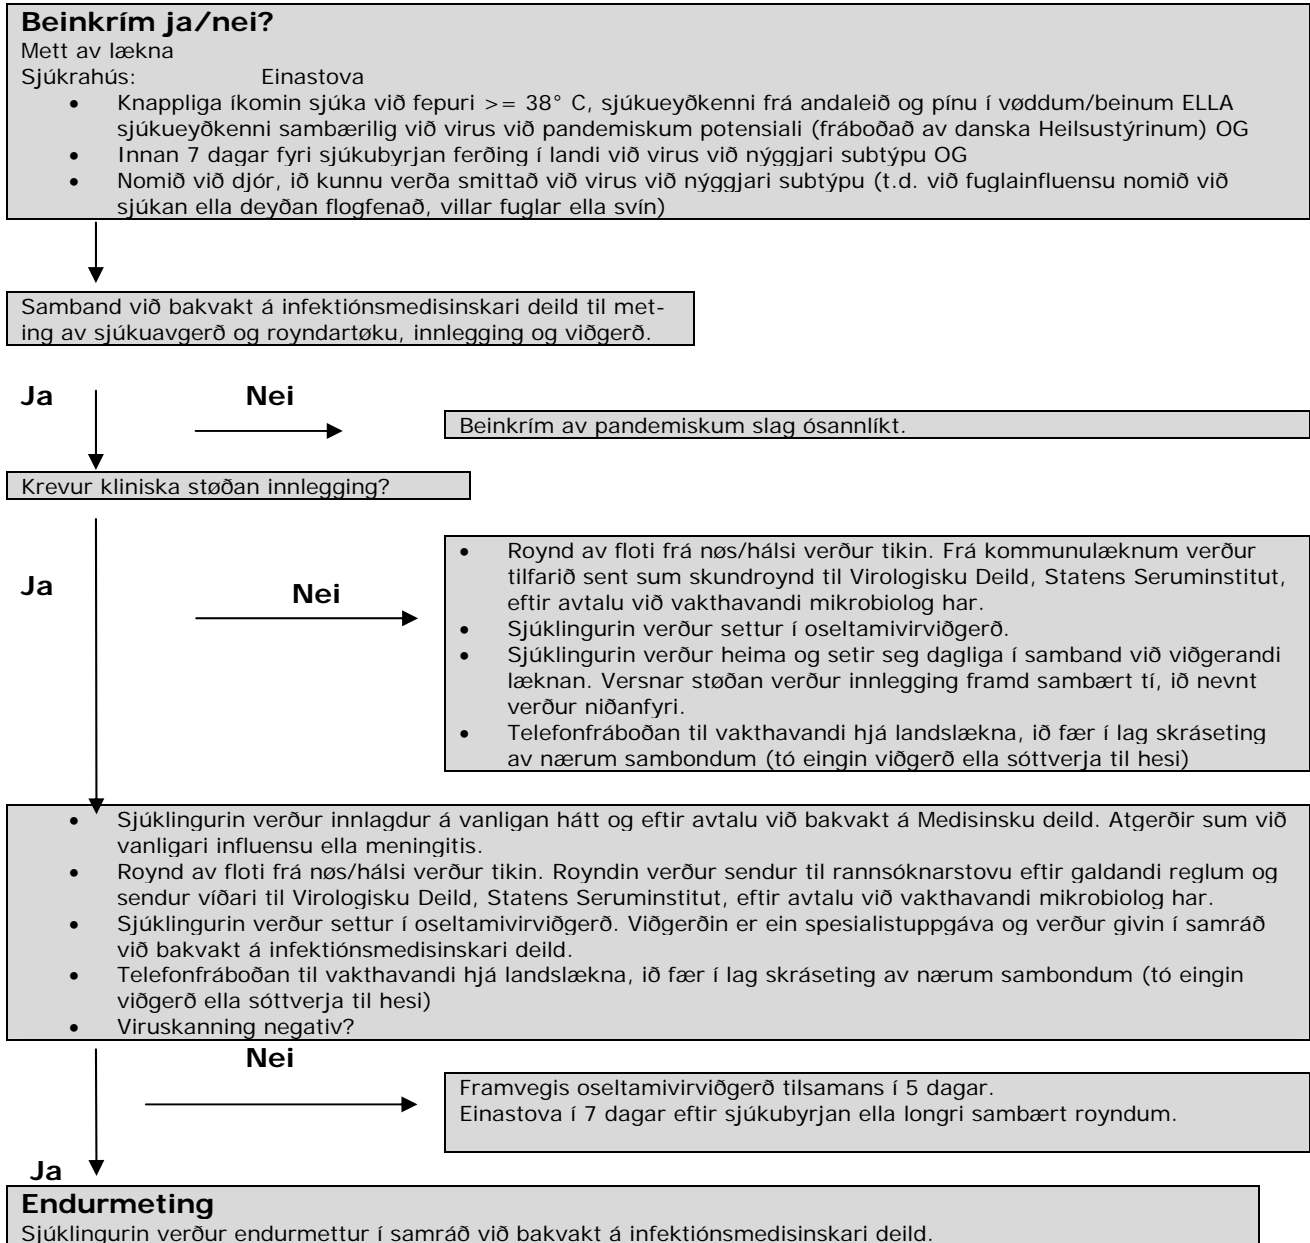 Beinkrím ja/nei?
Mett av lækna
Sjúkrahús: Einastova
• Knappliga íkomin sjúka við fepuri >= 38° C, sjúkueyðkenni frá andaleið og pínu í vøddum/beinum ELLA
sjúkueyðkenni sambærilig við virus við pandemiskum potensiali (fráboðað av danska Heilsustýrinum) OG
• Innan 7 dagar fyri sjúkubyrjan ferðing í landi við virus við nýggjari subtýpu OG
• Nomið við djór, ið kunnu verða smittað við virus við nýggjari subtýpu (t.d. við fuglainfluensu nomið við
sjúkan ella deyðan flogfenað, villar fuglar ella svín)
Samband við bakvakt á infektiónsmedisinskari deild til met-
ing av sjúkuavgerð og royndartøku, innlegging og viðgerð.
Ja Nei
Beinkrím av pandemiskum slag ósannlíkt.
Krevur kliniska støðan innlegging?
Ja Nei
• Roynd av floti frá nøs/hálsi verður tikin. Frá kommunulæknum verður
tilfarið sent sum skundroynd til Virologisku Deild, Statens Seruminstitut,
eftir avtalu við vakthavandi mikrobiolog har.
• Sjúklingurin verður settur í oseltamivirviðgerð.
• Sjúklingurin verður heima og setir seg dagliga í samband við viðgerandi
læknan. Versnar støðan verður innlegging framd sambært tí, ið nevnt
verður niðanfyri.
• Telefonfráboðan til vakthavandi hjá landslækna, ið fær í lag skráseting
av nærum sambondum (tó eingin viðgerð ella sóttverja til hesi)
• Sjúklingurin verður innlagdur á vanligan hátt og eftir avtalu við bakvakt á Medisinsku deild. Atgerðir sum við
vanligari influensu ella meningitis.
• Roynd av floti frá nøs/hálsi verður tikin. Royndin verður sendur til rannsóknarstovu eftir galdandi reglum og
sendur víðari til Virologisku Deild, Statens Seruminstitut, eftir avtalu við vakthavandi mikrobiolog har.
• Sjúklingurin verður settur í oseltamivirviðgerð. Viðgerðin er ein spesialistuppgáva og verður givin í samráð
við bakvakt á infektiónsmedisinskari deild.
• Telefonfráboðan til vakthavandi hjá landslækna, ið fær í lag skráseting av nærum sambondum (tó eingin
viðgerð ella sóttverja til hesi)
• Viruskanning negativ?
Nei
Framvegis oseltamivirviðgerð tilsamans í 5 dagar.
Einastova í 7 dagar eftir sjúkubyrjan ella longri sambært royndum.
Ja
Endurmeting
Sjúklingurin verður endurmettur í samráð við bakvakt á infektiónsmedisinskari deild.